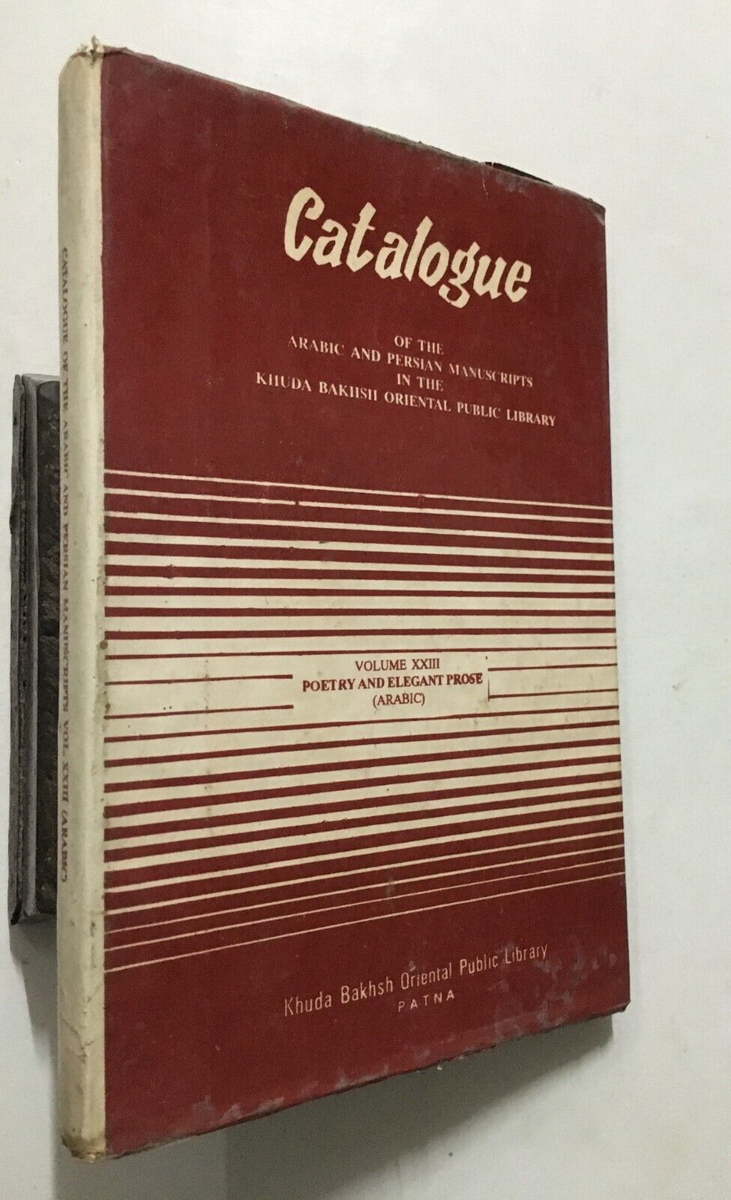 Catalogue
OF THE
ARABIC AND PERSIAN MANUSCRIPTS
IN THE
KHUDA BAKHSH ORIENTAL PUBLIC LIBRARY
VOLUME XXIII
POETRY AND ELEGANT PROSE
(ARABIC)
Khuda Bakhsh Oriental Public Library
PATNA
CATALOGUE OF THE ARABIC AND PERSIAN MANUSCRIPTS VOL. XXIII (ARABIC)